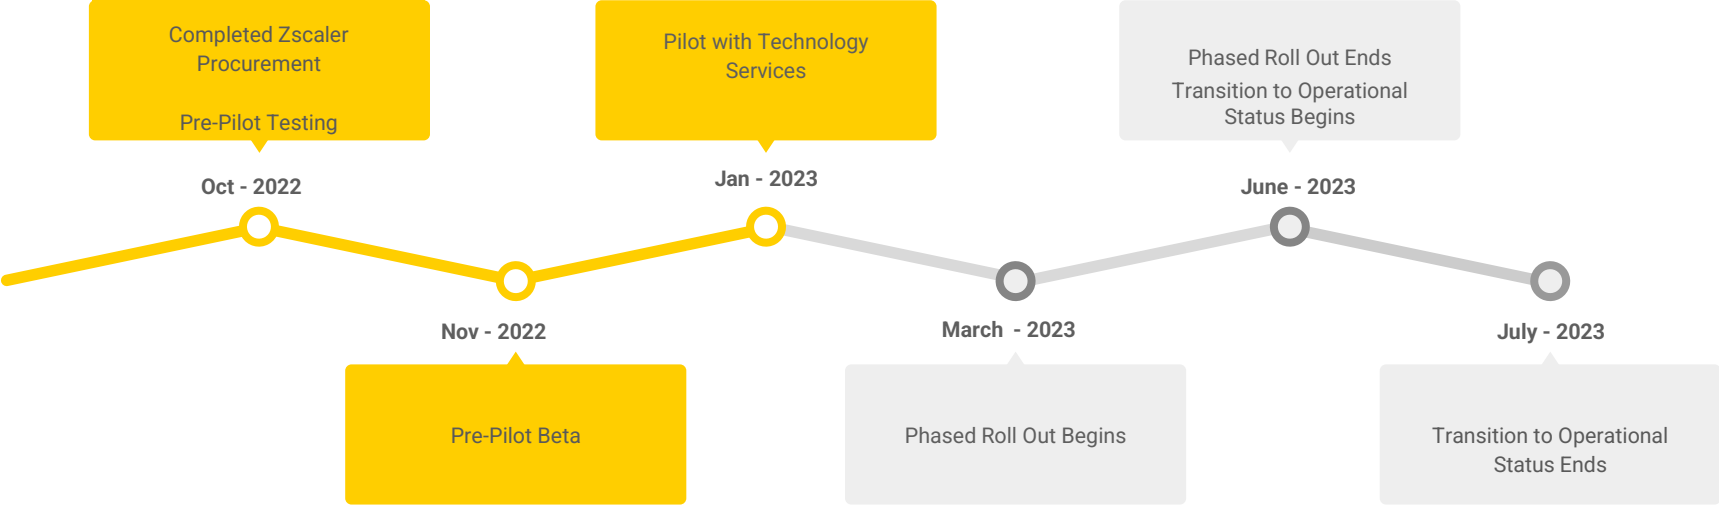 Completed Zscaler
Procurement
Pre-Pilot Testing
Oct - 2022
Nov - 2022
Pre-Pilot Beta
Pilot with Technology
Services
Jan - 2023
March  - 2023
Phased Roll Out Begins
Phased Roll Out Ends
Transition to Operational
Status Begins
June - 2023
July - 2023
Transition to Operational
Status Ends